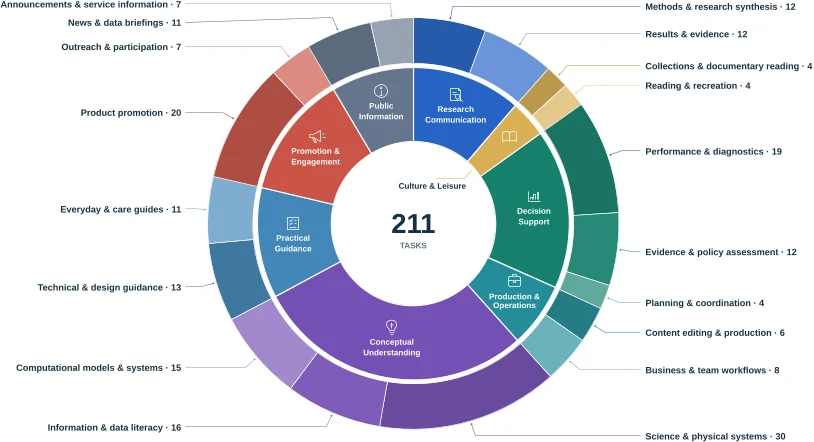 Announcements & service information · 7
News & data briefings · 11
Outreach & participation · 7
Product promotion · 20
Everyday & care guides · 11
Technical & design guidance · 13
Computational models & systems · 15
Information & data literacy · 16
Methods & research synthesis · 12
Results & evidence · 12
Collections & documentary reading · 4
Reading & recreation · 4
Performance & diagnostics · 19
Evidence & policy assessment · 12
Planning & coordination · 4
Content editing & production · 6
Business & team workflows · 8
Science & physical systems · 30
Public
Information
Research
Communication
Promotion &
Engagement
Culture & Leisure
Decision
Support
Practical
Guidance
Production &
Operations
Conceptual
Understanding
211
TASKS